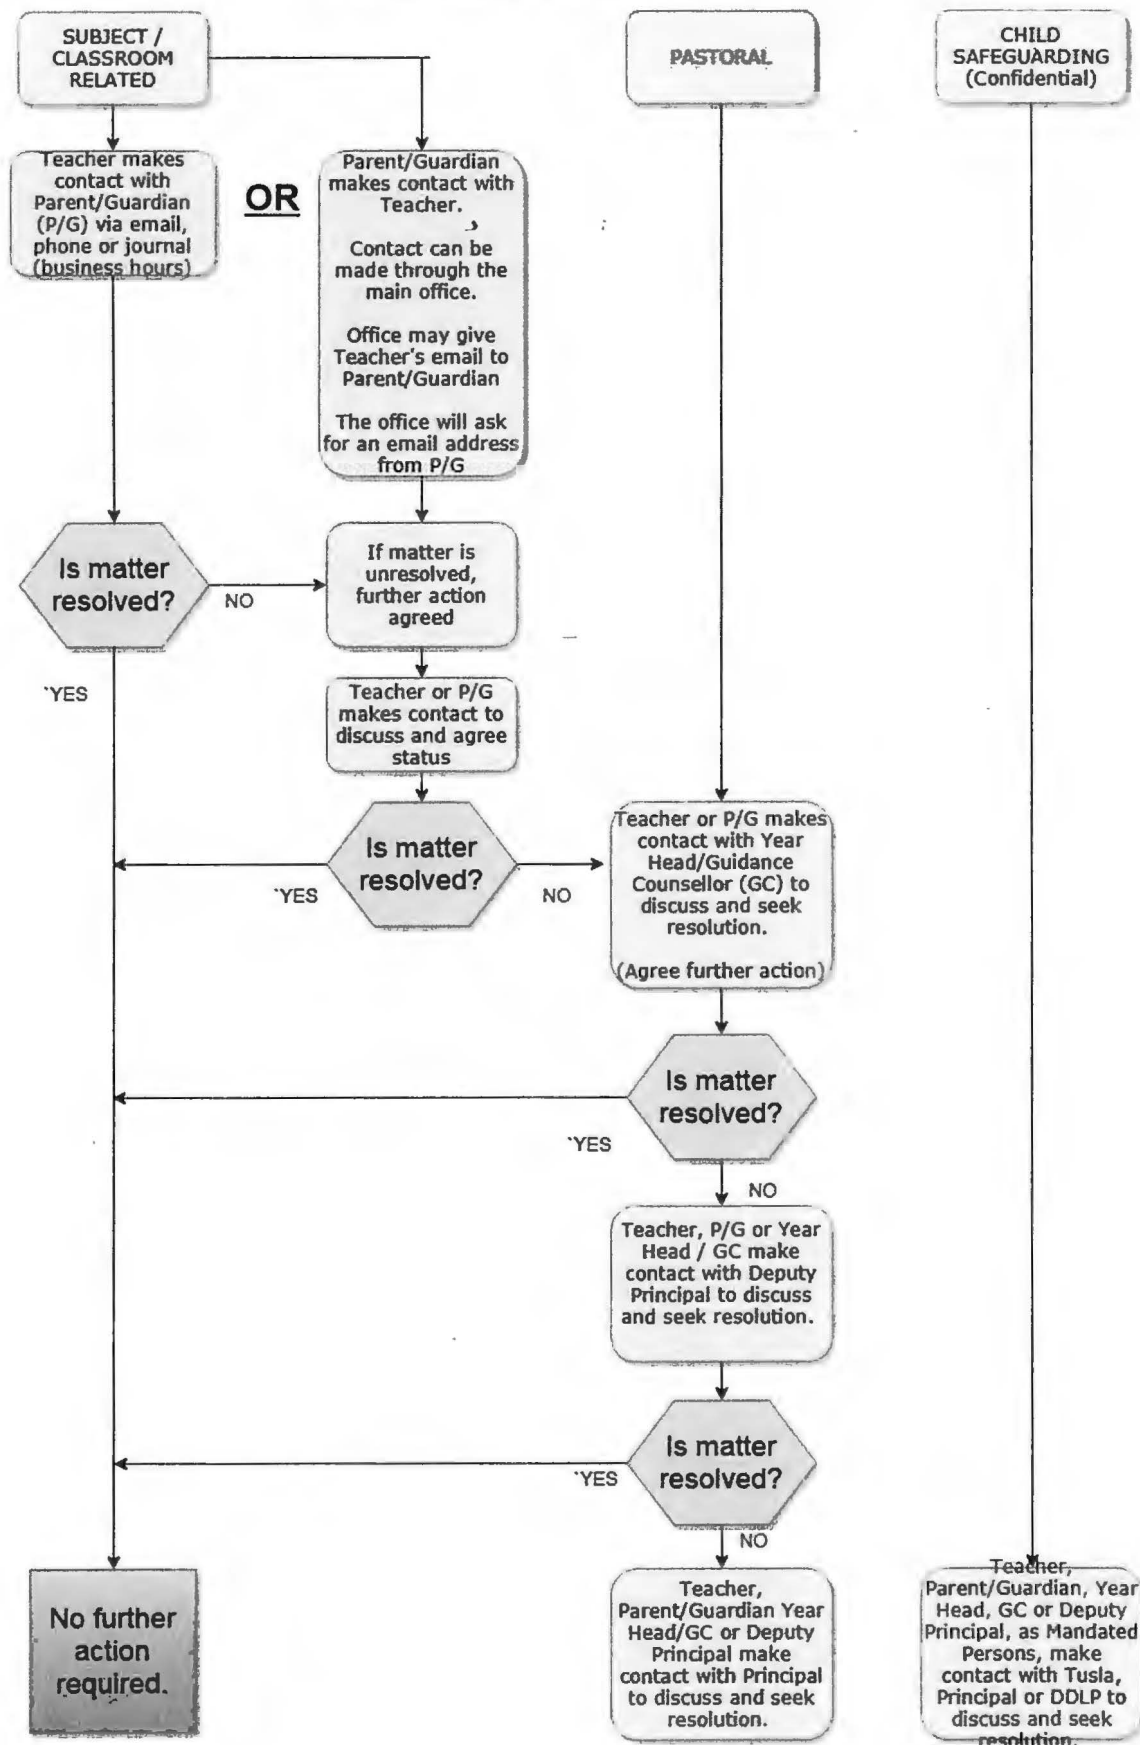 SUBJECT /
CLASSROOM
RELATED
PASTORAL
CHILD
SAFEGUARDING
(Confidential)
Teacher makes
contact with
Parent/Guardian
(P/G) via email,
phone or journal
(business hours)
OR
Parent/Guardian
makes contact with
Teacher.
Contact can be
made through the
main office.
Office may give
Teacher's email to
Parent/Guardian
The office will ask
for an email address
from P/G
Is matter
resolved?
NO
YES
If matter is
unresolved,
further action
agreed
Teacher or P/G
makes contact to
discuss and agree
status
Is matter
resolved?
YES
NO
Teacher or P/G makes
contact with Year
Head/Guidance
Counsellor (GC) to
discuss and seek
resolution.
(Agree further action)
Is matter
resolved?
YES
NO
Teacher, P/G or Year
Head / GC make
contact with Deputy
Principal to discuss
and seek resolution.
Is matter
resolved?
YES
NO
No further
action
required.
Teacher,
Parent/Guardian Year
Head/GC or Deputy
Principal make
contact with Principal
to discuss and seek
resolution.
Teacher,
Parent/Guardian, Year
Head, GC or Deputy
Principal, as Mandated
Persons, make
contact with Tusla,
Principal or DDLP to
discuss and seek
resolution.